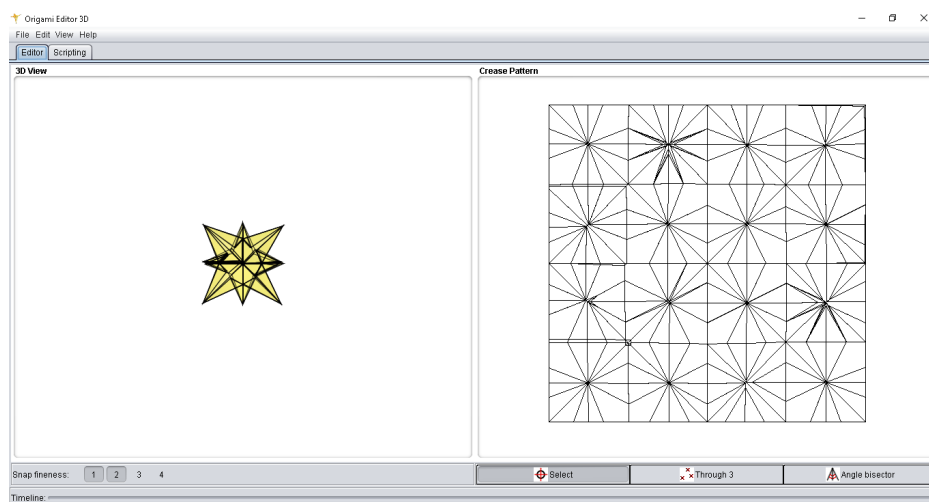 Origami Editor 3D
File Edit View Help
Editor Scripting
3D View Crease Pattern
Snap fineness: 1 2 3 4 Select Through 3 Angle bisector
Timeline: